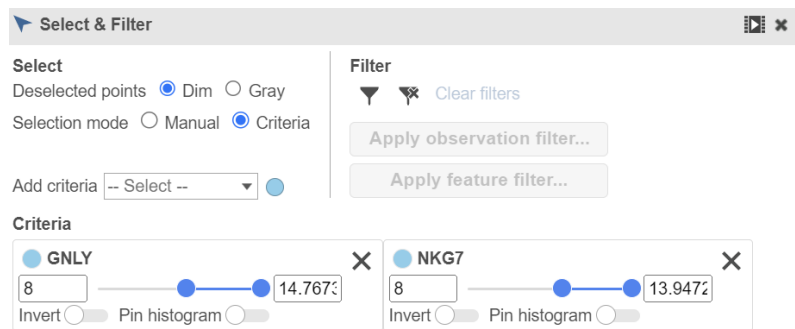 Select & Filter
Select
Deselected points Dim Gray
Selection mode Manual Criteria
Add criteria -- Select --
Filter
Clear filters
Apply observation filter...
Apply feature filter...
Criteria
GNLY
8 14.7673
Invert Pin histogram
NKG7
8 13.9472
Invert Pin histogram